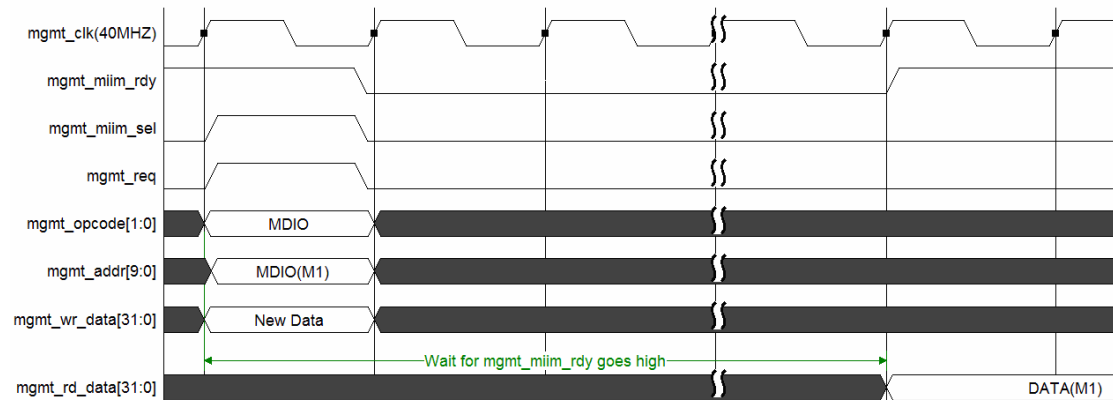 mgmt_clk(40MHZ)
mgmt_miim_rdy
mgmt_miim_sel
mgmt_req
mgmt_opcode[1:0] MDIO
mgmt_addr[9:0] MDIO(M1)
mgmt_wr_data[31:0] New Data
Wait for mgmt_miim_rdy goes high
mgmt_rd_data[31:0] DATA(M1)